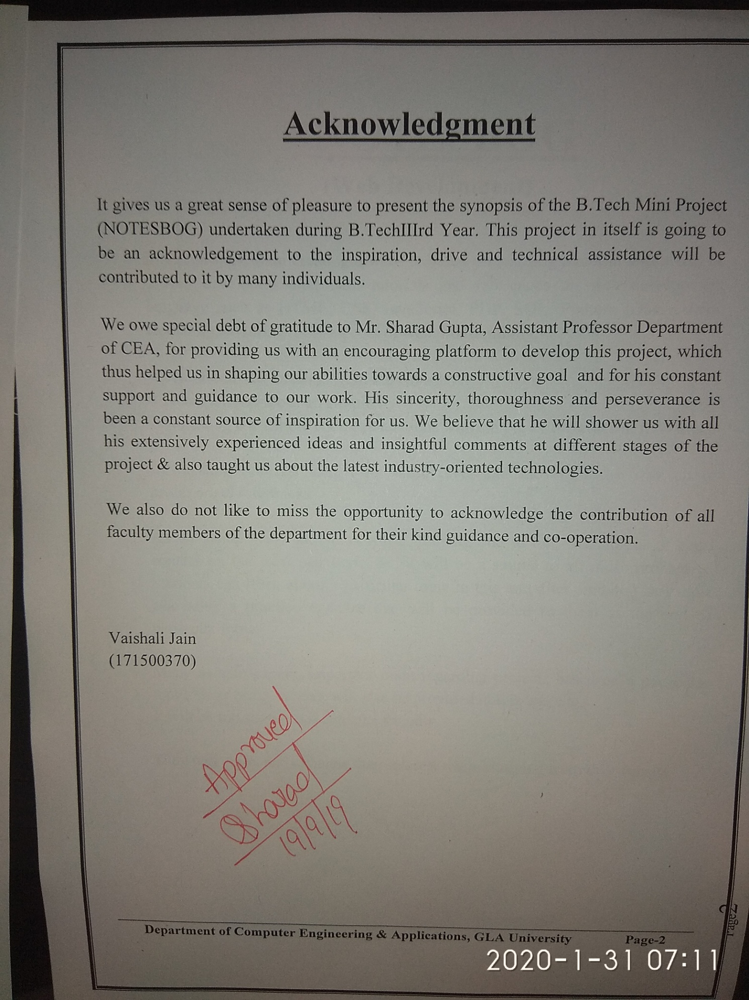 Acknowledgment
It gives us a great sense of pleasure to present the synopsis of the B.Tech Mini Project
(NOTESBOG) undertaken during B.TechIIIrd Year. This project in itself is going to
be an acknowledgement to the inspiration, drive and technical assistance will be
contributed to it by many individuals.
We owe special debt of gratitude to Mr. Sharad Gupta, Assistant Professor Department
of CEA, for providing us with an encouraging platform to develop this project, which
thus helped us in shaping our abilities towards a constructive goal and for his constant
support and guidance to our work. His sincerity, thoroughness and perseverance is
been a constant source of inspiration for us. We believe that he will shower us with all
his extensively experienced ideas and insightful comments at different stages of the
project & also taught us about the latest industry-oriented technologies.
We also do not like to miss the opportunity to acknowledge the contribution of all
faculty members of the department for their kind guidance and co-operation.
Vaishali Jain
(171500370)
Approved
Sharad
19/9/19
Department of Computer Engineering & Applications, GLA University Page-2
Page2
2020-1-31 07:11